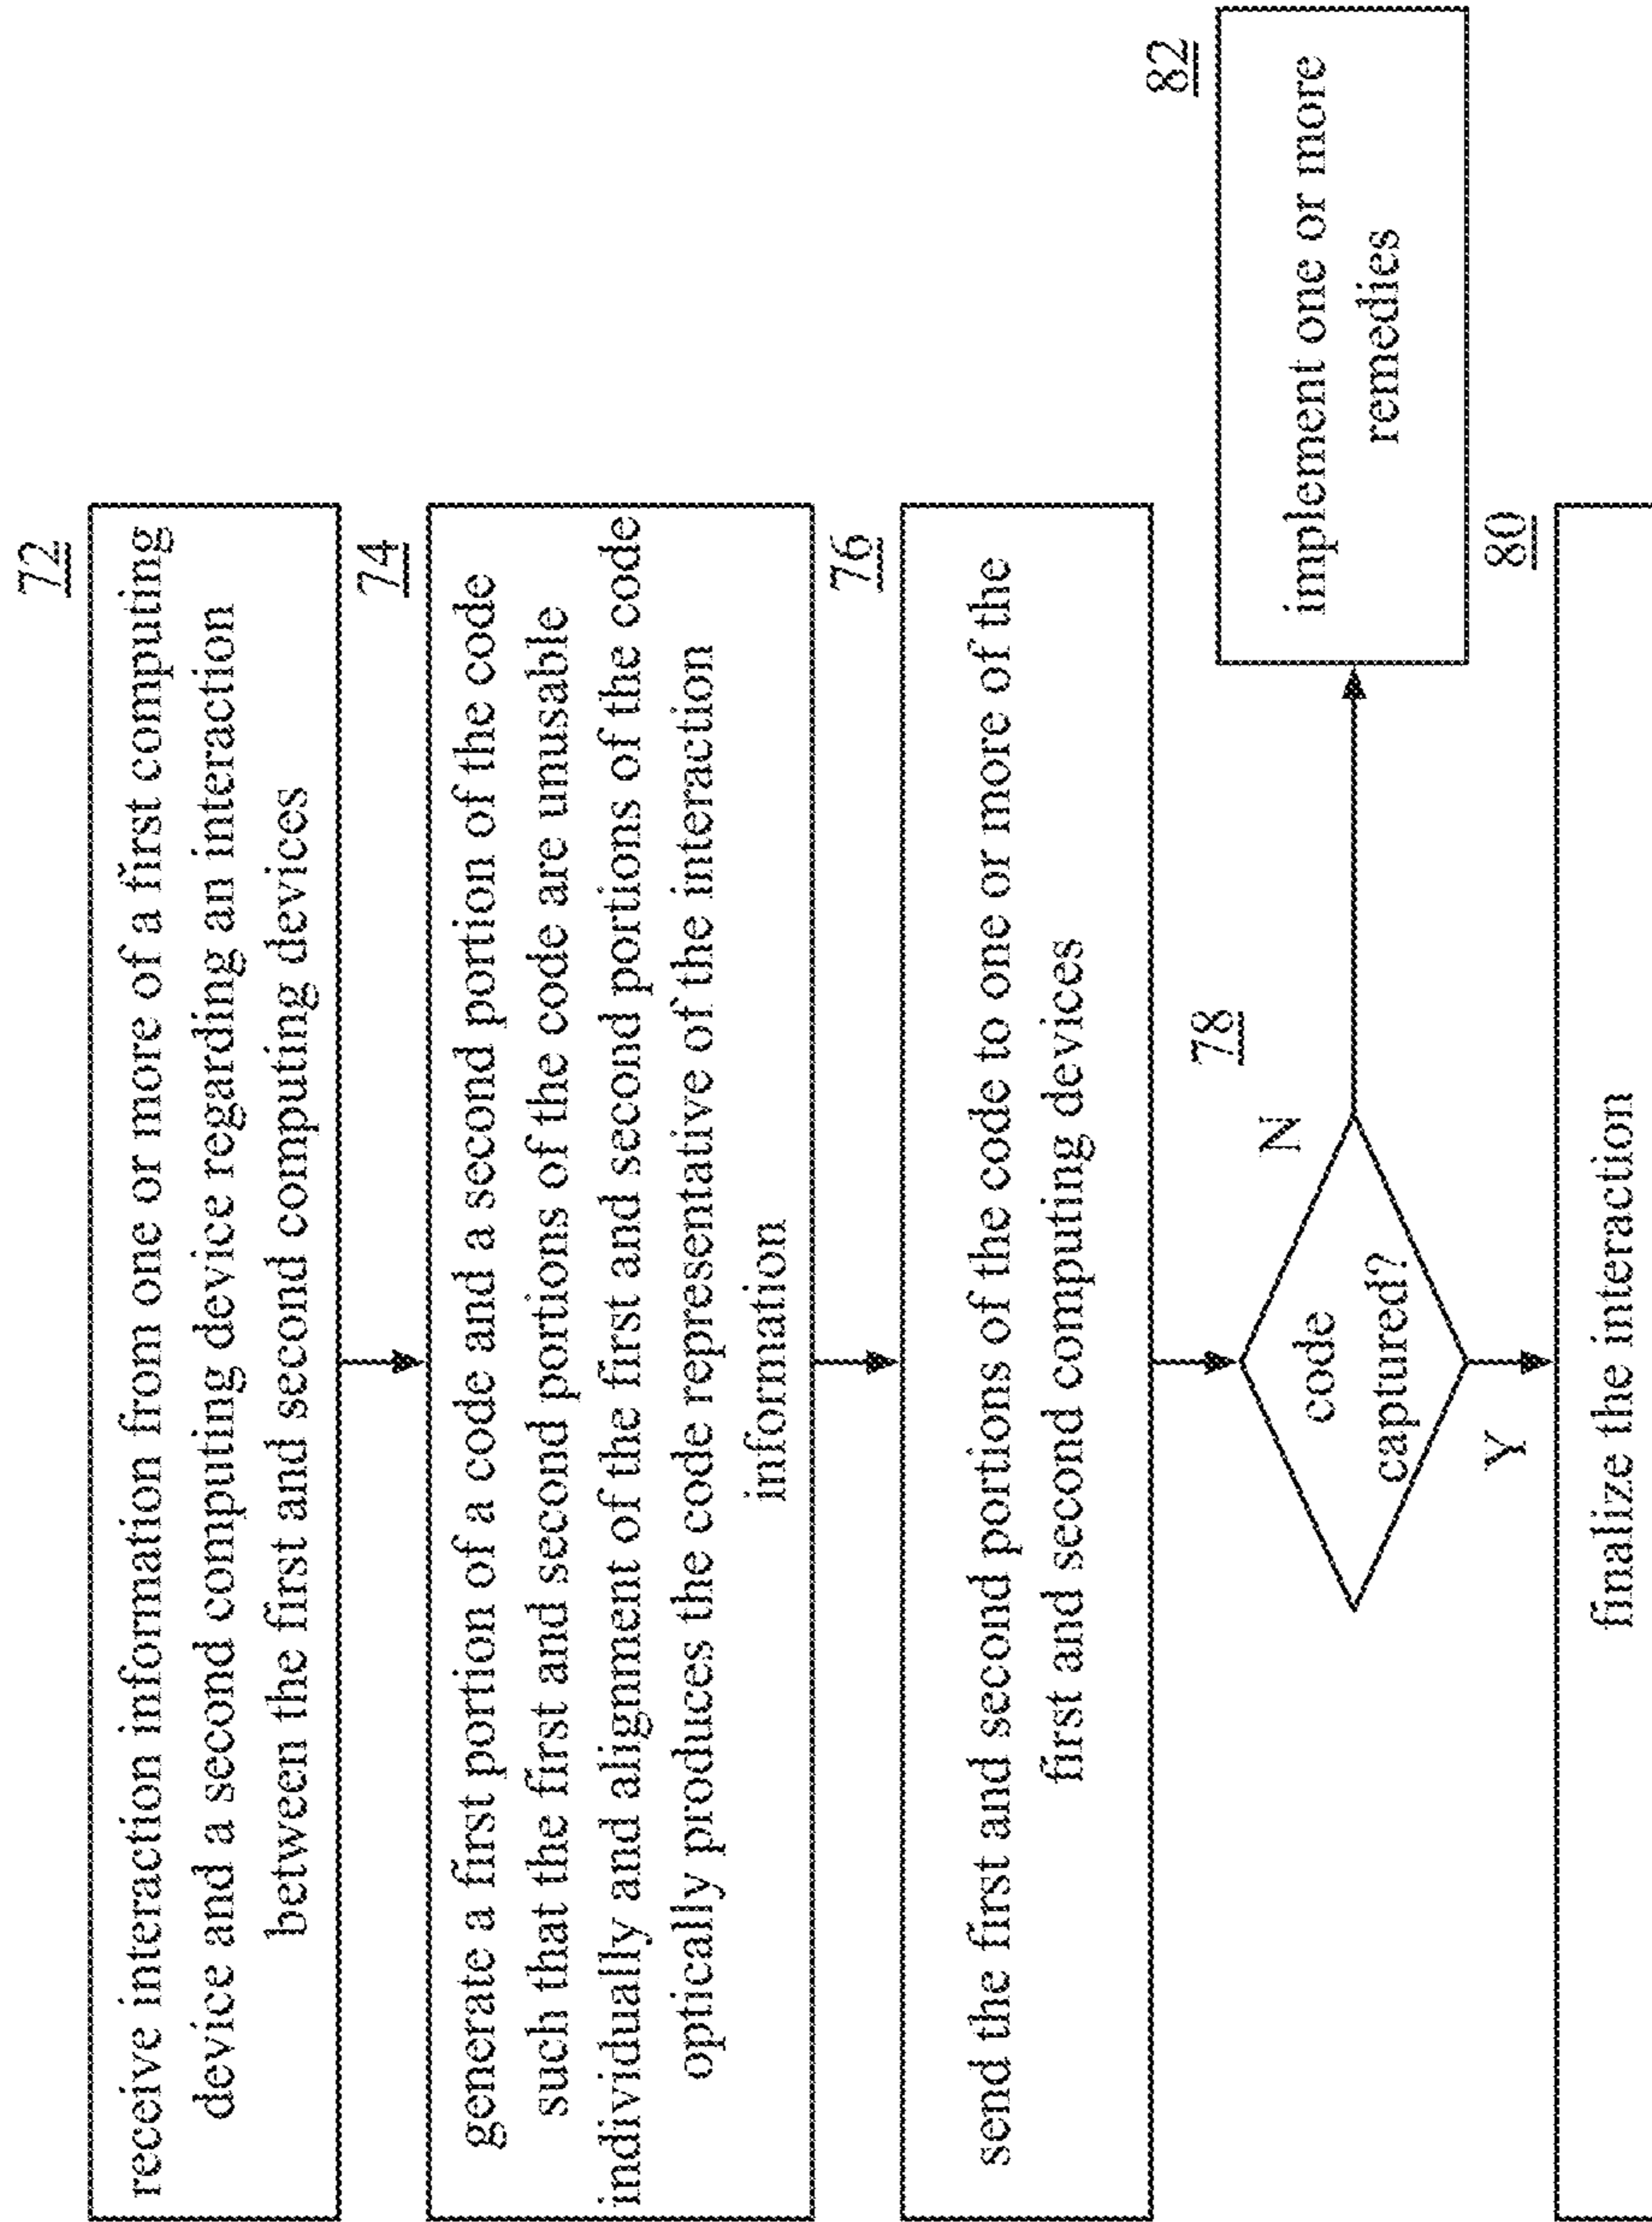 72
receive interaction information from one or more of a first computing
device and a second computing device regarding an interaction
between the first and second computing devices
74
generate a first portion of a code and a second portion of the code
such that the first and second portions of the code are unusable
individually and alignment of the first and second portions of the code
optically produces the code representative of the interaction
information
76
send the first and second portions of the code to one or more of the
first and second computing devices
78
code
captured?
N
Y
82
implement one or more
remedies
80
finalize the interaction